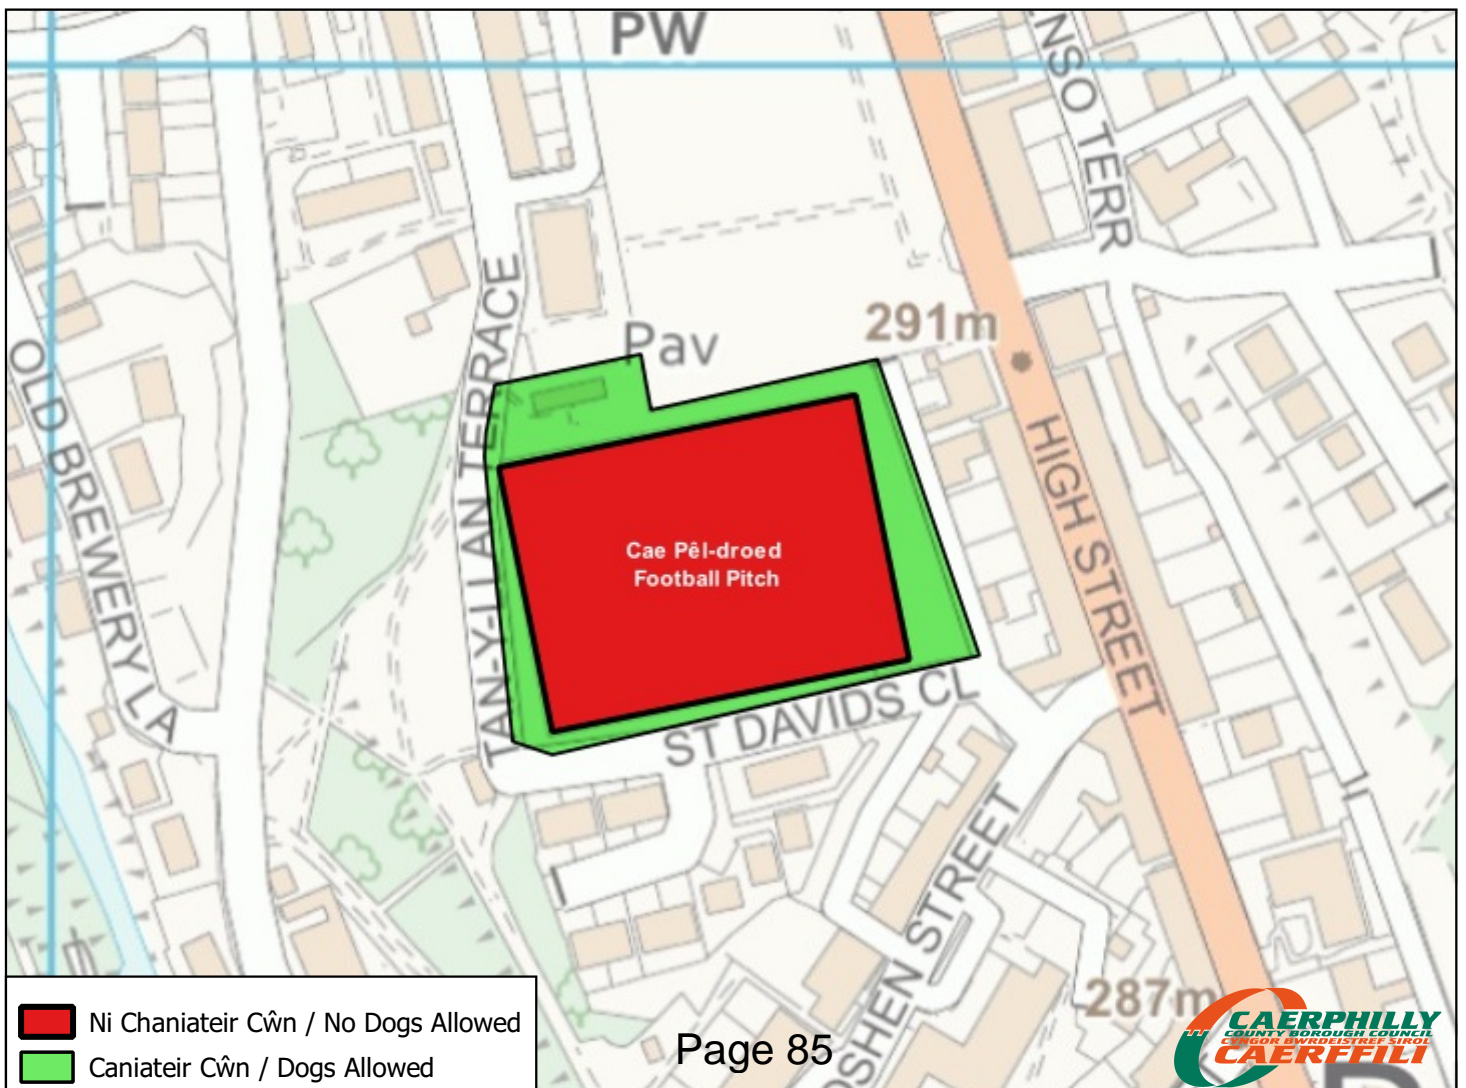 PW
NSO TERR
291m
Pav
TAN-Y-LLAN TERRACE
OLD BREWERY LA
HIGH STREET
Cae Pêl-droed
Football Pitch
ST DAVIDS CL
OSHEN STREET
287m
Ni Chaniateir Cŵn / No Dogs Allowed
Caniateir Cŵn / Dogs Allowed
Page 85
CAERPHILLY
COUNTY BOROUGH COUNCIL
CYNGOR BWRDEISTREF SIROL
CAERFFILI